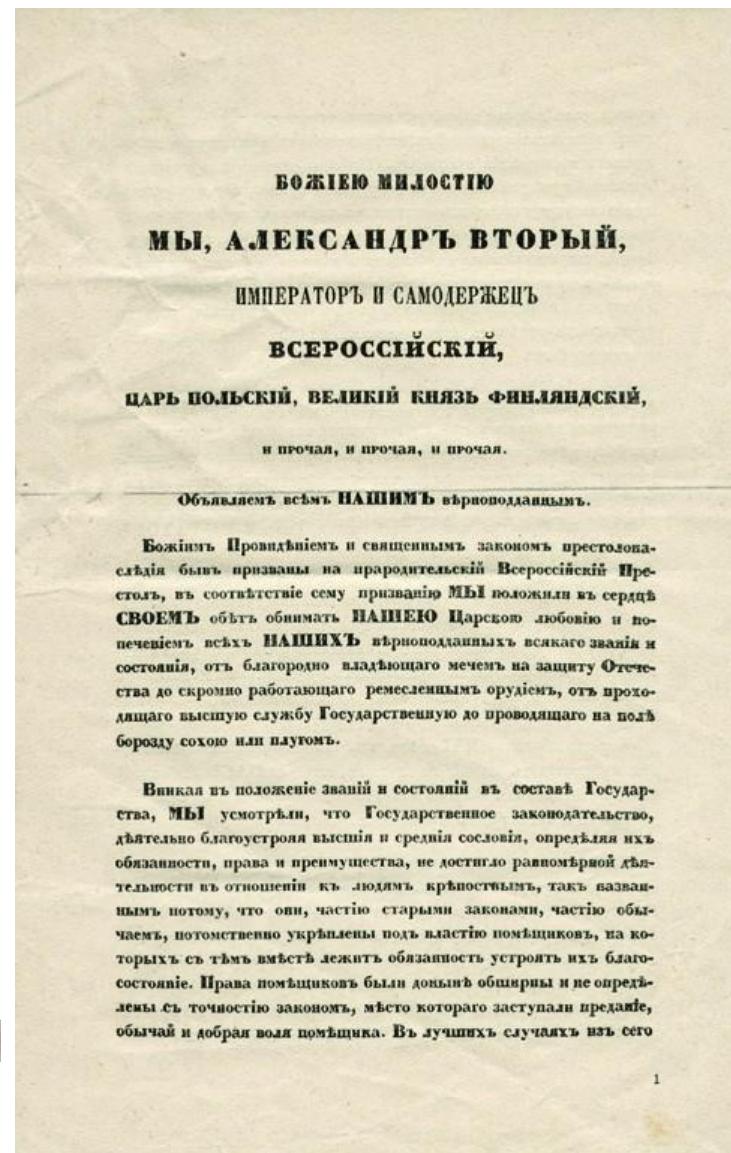 БОЖІЕЮ МИЛОСТІЮ
МЫ, АЛЕКСАНДРЪ ВТОРЫЙ,
ИМПЕРАТОРЪ И САМОДЕРЖЕЦЪ
ВСЕРОССІЙСКІЙ,
ЦАРЬ ПОЛЬСКІЙ, ВЕЛИКІЙ КНЯЗЬ ФИНЛЯНДСКІЙ,
и прочая, и прочая, и прочая.
Объявляемъ всѣмъ НАШИМЪ вѣрноподданнымъ.
Божіимъ Провидѣніемъ и священнымъ закономъ престолона-
слѣдія бывъ призваны на прародительскій Всероссійскій Пре-
столъ, въ соотвѣтствіе сему призванію МЫ положили въ сердцѣ
СВОЕМЪ обѣтъ обнимать НАШЕЮ Царскою любовію и по-
печеніемъ всѣхъ НАШИХЪ вѣрноподданныхъ всякаго званія и
состоянія, отъ благородно владѣющаго мечемъ на защиту Отече-
ства до скромно работающаго ремесленнымъ орудіемъ, отъ прохо-
дящаго высшую службу Государственную до проводящаго на полѣ
борозду сохою или плугомъ.
Вникая въ положеніе званій и состояній въ составѣ Государ-
ства, МЫ усмотрѣли, что Государственное законодательство,
дѣятельно благоустрояя высшія и среднія сословія, опредѣляя ихъ
обязанности, права и преимущества, не достигло равномѣрной дѣя-
тельности въ отношеніи къ людямъ крѣпостнымъ, такъ назван-
нымъ потому, что они, частію старыми законами, частію обы-
чаемъ, потомственно укрѣплены подъ властію помѣщиковъ, на ко-
торыхъ съ тѣмъ вмѣстѣ лежитъ обязанность устроять ихъ благо-
состояніе. Права помѣщиковъ были донынѣ обширны и не опредѣ-
лены съ точностію закономъ, мѣсто котораго заступали преданіе,
обычай и добрая воля помѣщика. Въ лучшихъ случаяхъ изъ сего
1